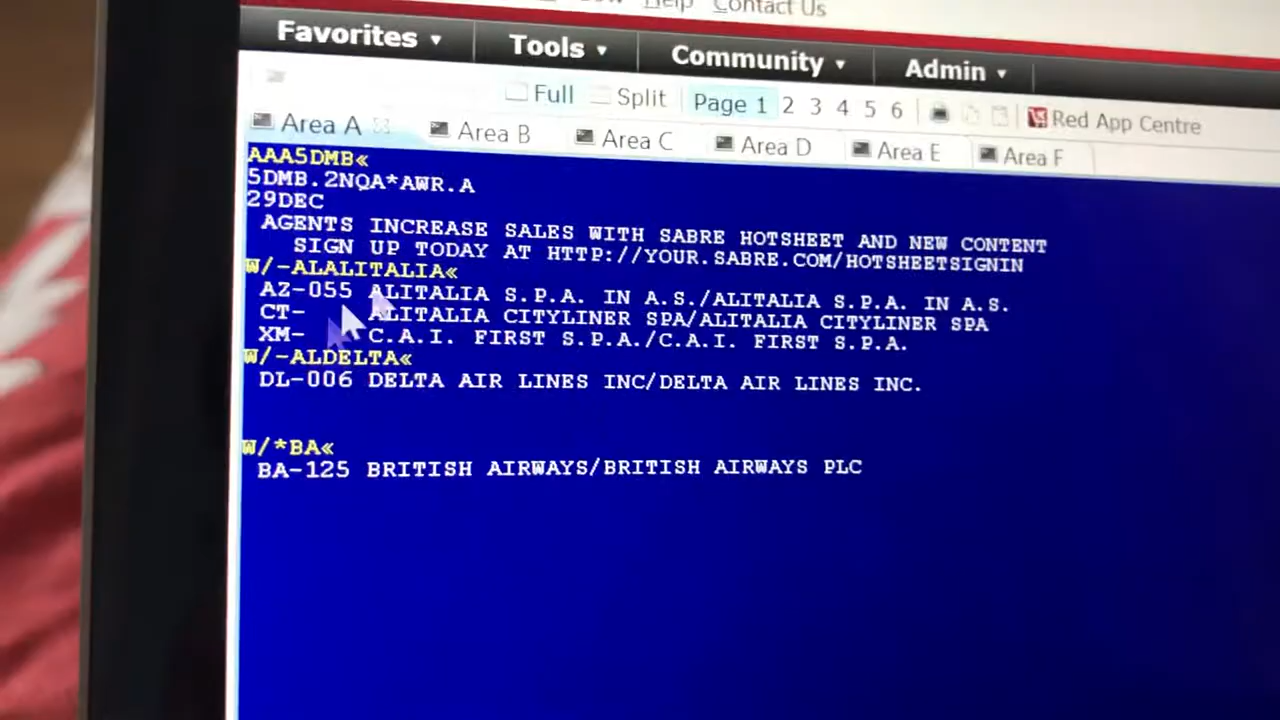 Help Contact Us
Favorites Tools Community Admin
Full Split Page 1 2 3 4 5 6 Red App Centre
Area A Area B Area C Area D Area E Area F
AAA5DMB«
5DMB.2NQA*AWR.A
29DEC
AGENTS INCREASE SALES WITH SABRE HOTSHEET AND NEW CONTENT
SIGN UP TODAY AT HTTP://YOUR.SABRE.COM/HOTSHEETSIGNIN
W/-ALALITALIA«
AZ-055 ALITALIA S.P.A. IN A.S./ALITALIA S.P.A. IN A.S.
CT- ALITALIA CITYLINER SPA/ALITALIA CITYLINER SPA
XM- C.A.I. FIRST S.P.A./C.A.I. FIRST S.P.A.
W/-ALDELTA«
DL-006 DELTA AIR LINES INC/DELTA AIR LINES INC.
W/*BA«
BA-125 BRITISH AIRWAYS/BRITISH AIRWAYS PLC